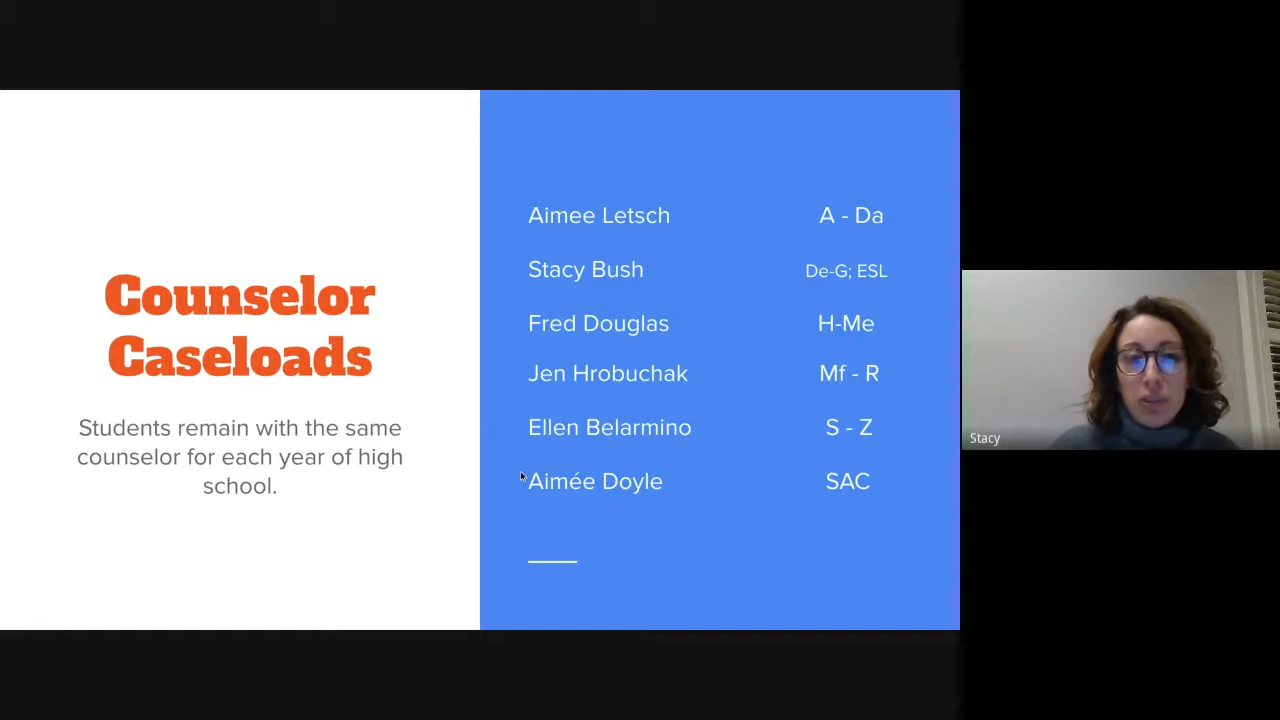 Counselor
Caseloads
Students remain with the same
counselor for each year of high
school.
Aimee Letsch A - Da
Stacy Bush De-G; ESL
Fred Douglas H-Me
Jen Hrobuchak Mf - R
Ellen Belarmino S - Z
Aimée Doyle SAC
Stacy